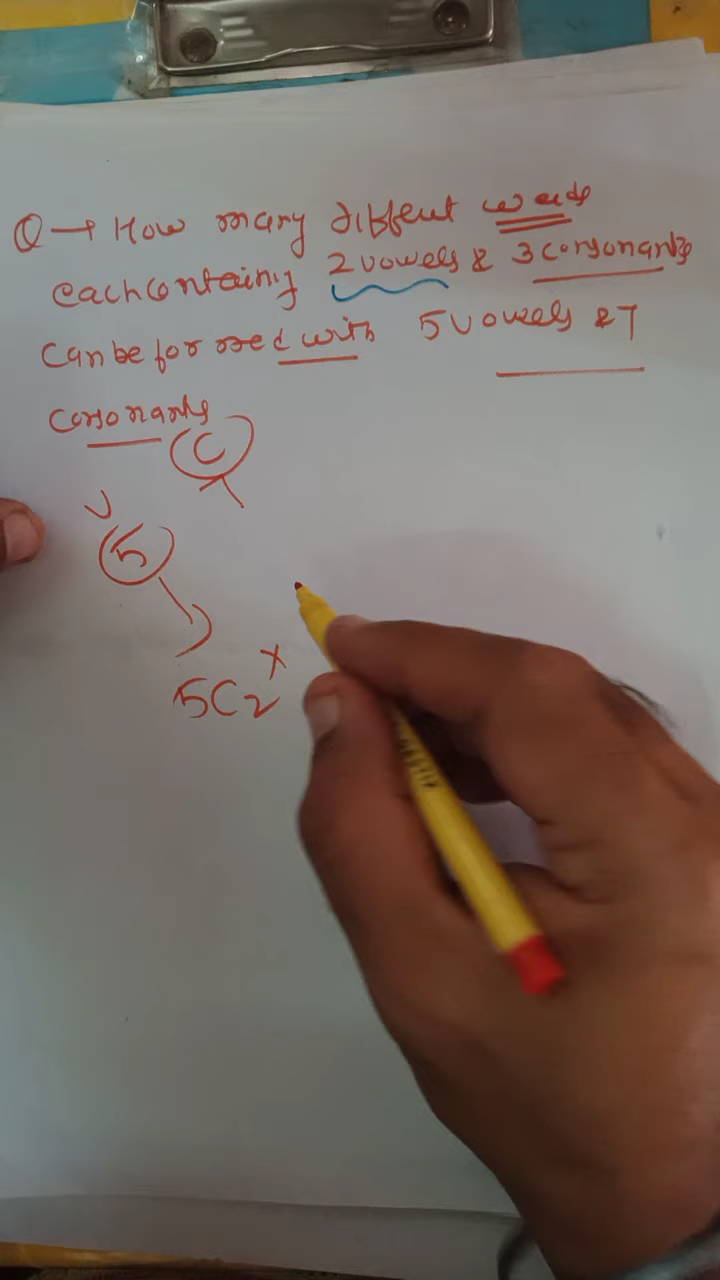 Q → How many different words
each containing 2 vowels & 3 consonants
can be formed with 5 vowels & 7
consonants
C
V
5
5C2 ×